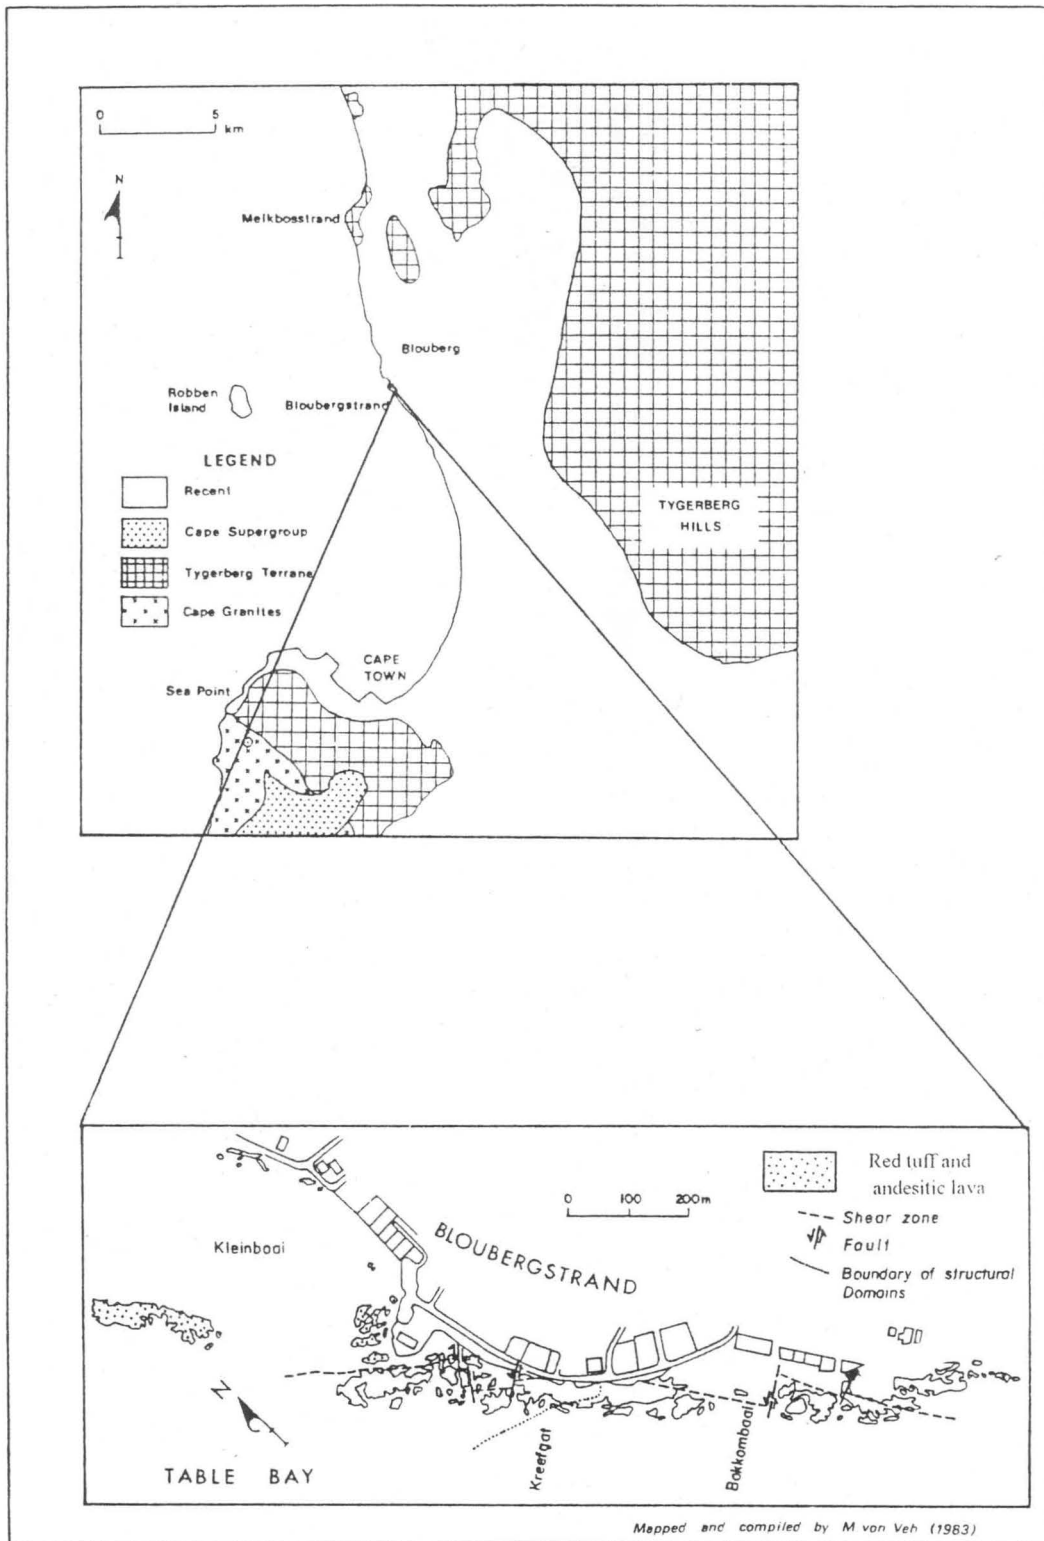 0 5
km
N
Melkbosstrand
Blouberg
Robben
Island
Bloubergstrand
LEGEND
Recent
Cape Supergroup
Tygerberg Terrane
Cape Granites
TYGERBERG
HILLS
CAPE
TOWN
Sea Point
Red tuff and
andesitic lava
0 100 200m
Shear zone
Fault
Boundary of structural
Domains
Kleinbaai
BLOUBERGSTRAND
N
TABLE BAY
Kreefgat
Bokkombaai
Mapped and compiled by M von Veh (1983)